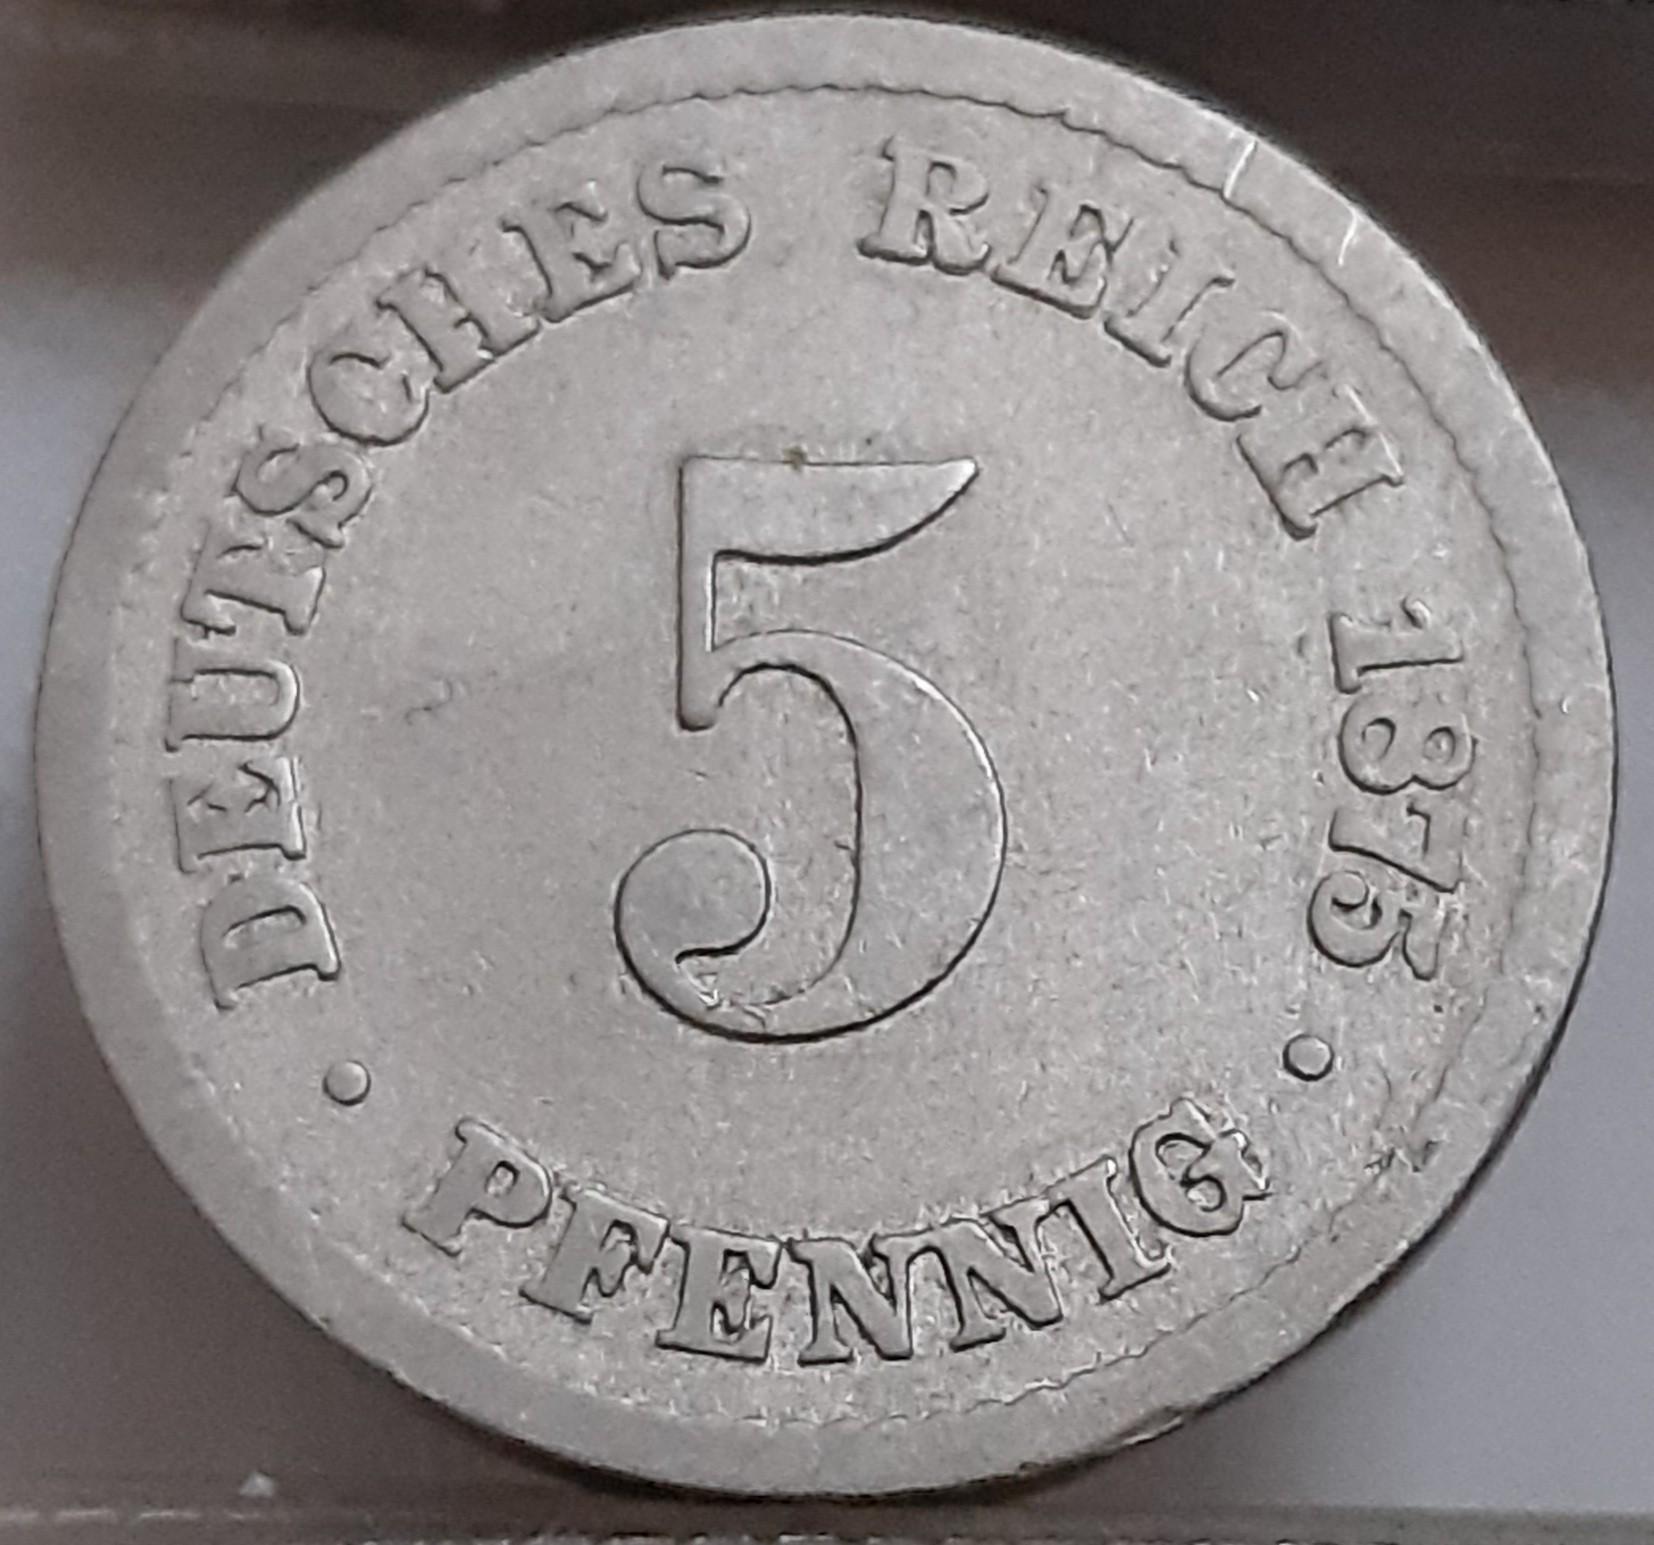 DEUTSCHES REICH 1875
5
· PFENNIG ·